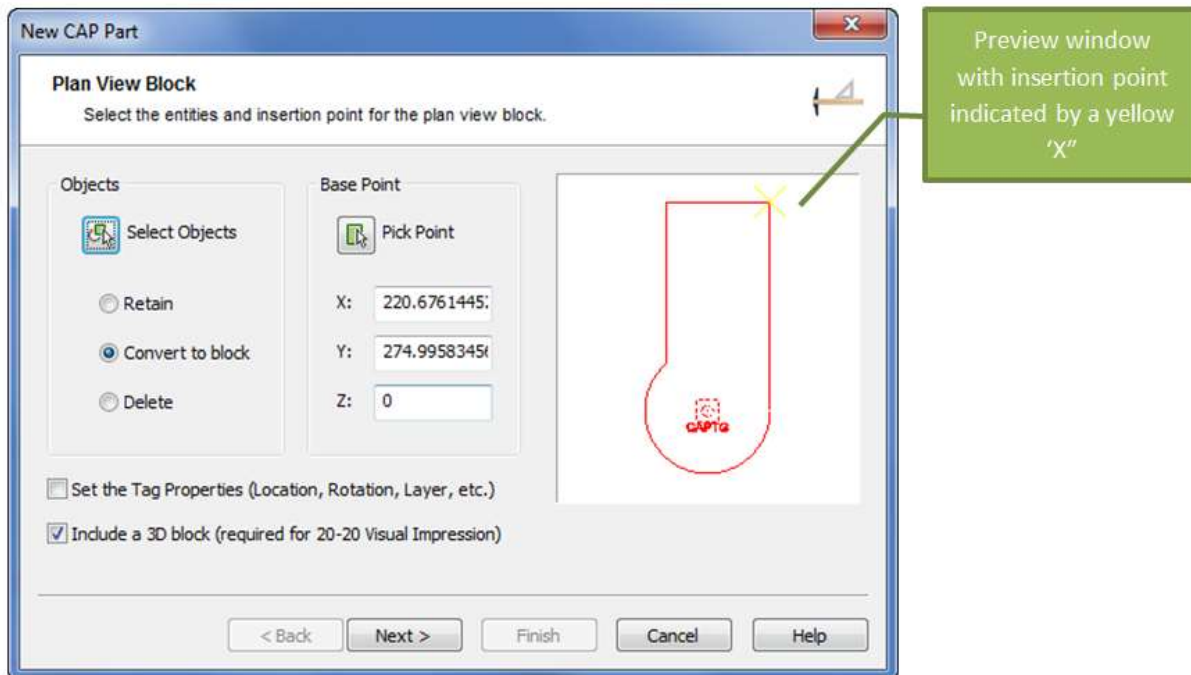 New CAP Part
Plan View Block
Select the entities and insertion point for the plan view block.
Objects
Select Objects
Retain
Convert to block
Delete
Base Point
Pick Point
X: 220.67614452
Y: 274.99583456
Z: 0
CAPTG
Set the Tag Properties (Location, Rotation, Layer, etc.)
Include a 3D block (required for 20-20 Visual Impression)
< Back
Next >
Finish
Cancel
Help
Preview window
with insertion point
indicated by a yellow
‘X”